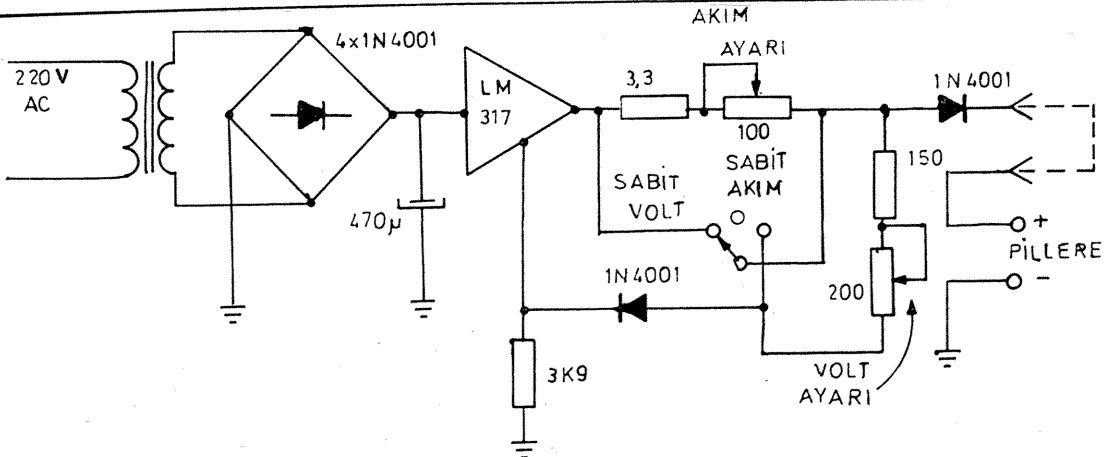 220 V
AC
4x1N4001
470µ
LM
317
3,3
AKIM
AYARI
100
SABİT
VOLT
SABİT
AKIM
1N4001
1N4001
3K9
150
200
VOLT
AYARI
+
PİLLERE
-